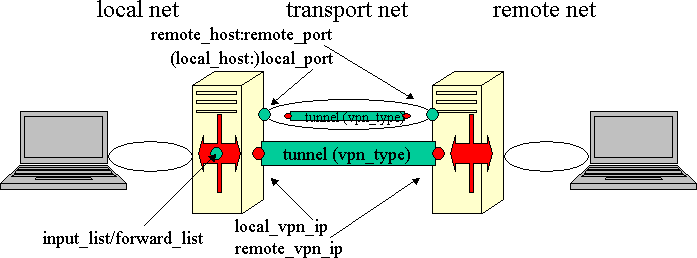 local net
transport net
remote net
remote_host:remote_port
(local_host:)local_port
tunnel (vpn_type)
tunnel (vpn_type)
local_vpn_ip
input_list/forward_list
remote_vpn_ip